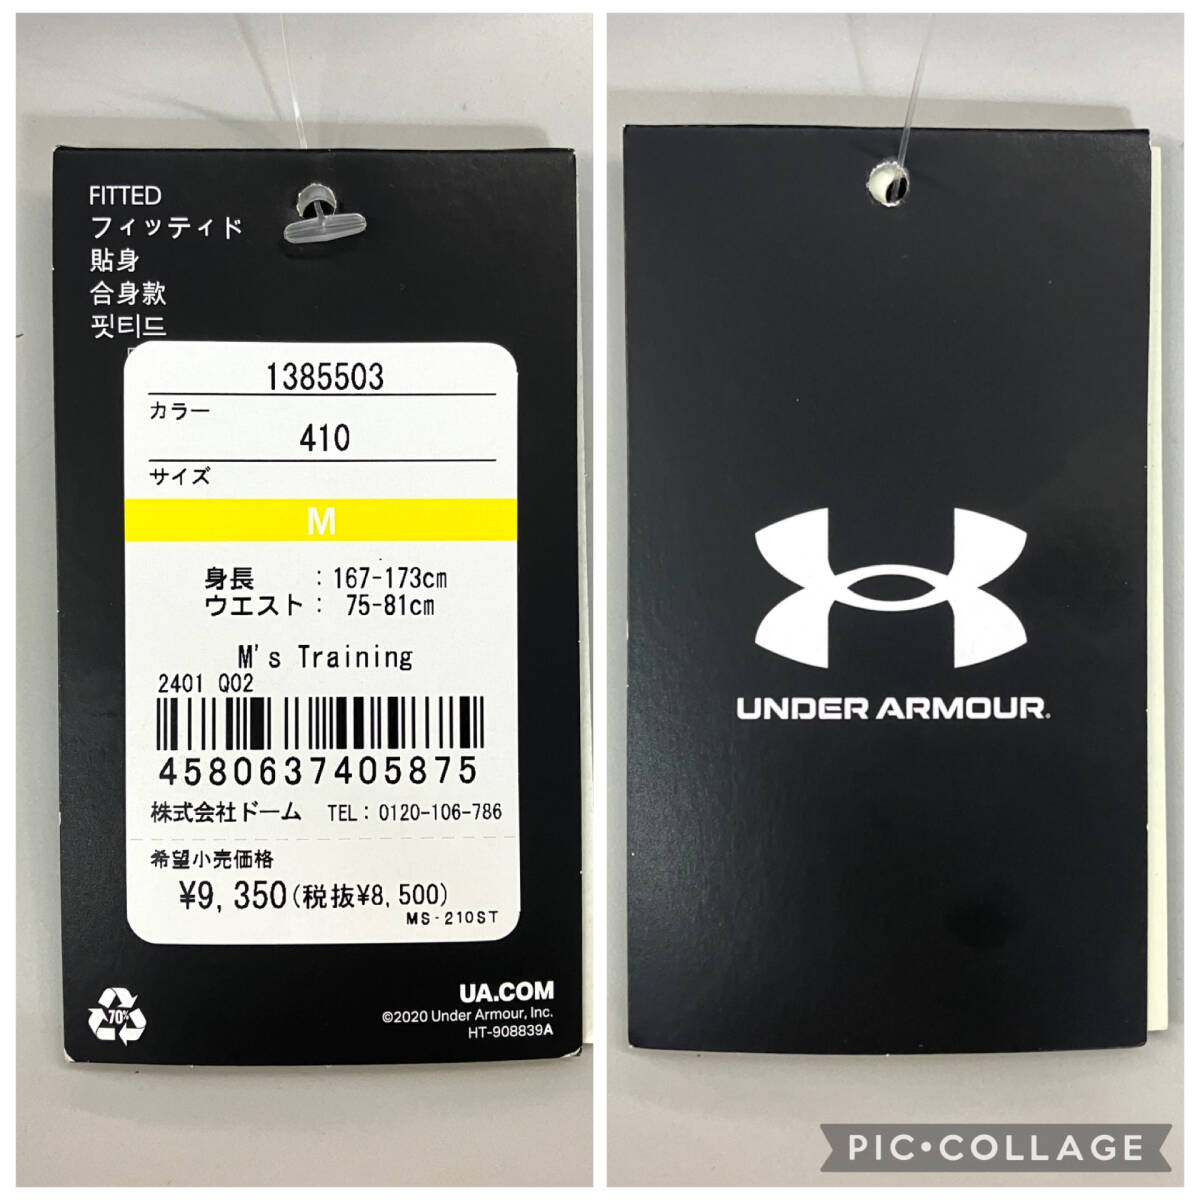 FITTED
フィッティド
貼身
合身款
핏티드
1385503
カラー
410
サイズ
M
身長 : 167-173cm
ウエスト : 75-81cm
M's Training
2401 Q02
4580637405875
株式会社ドーム TEL: 0120-106-786
希望小売価格
¥9,350(税抜¥8,500)
MS-210ST
70%
UA.COM
©2020 Under Armour, Inc.
HT-908839A
UNDER ARMOUR.
PIC•COLLAGE